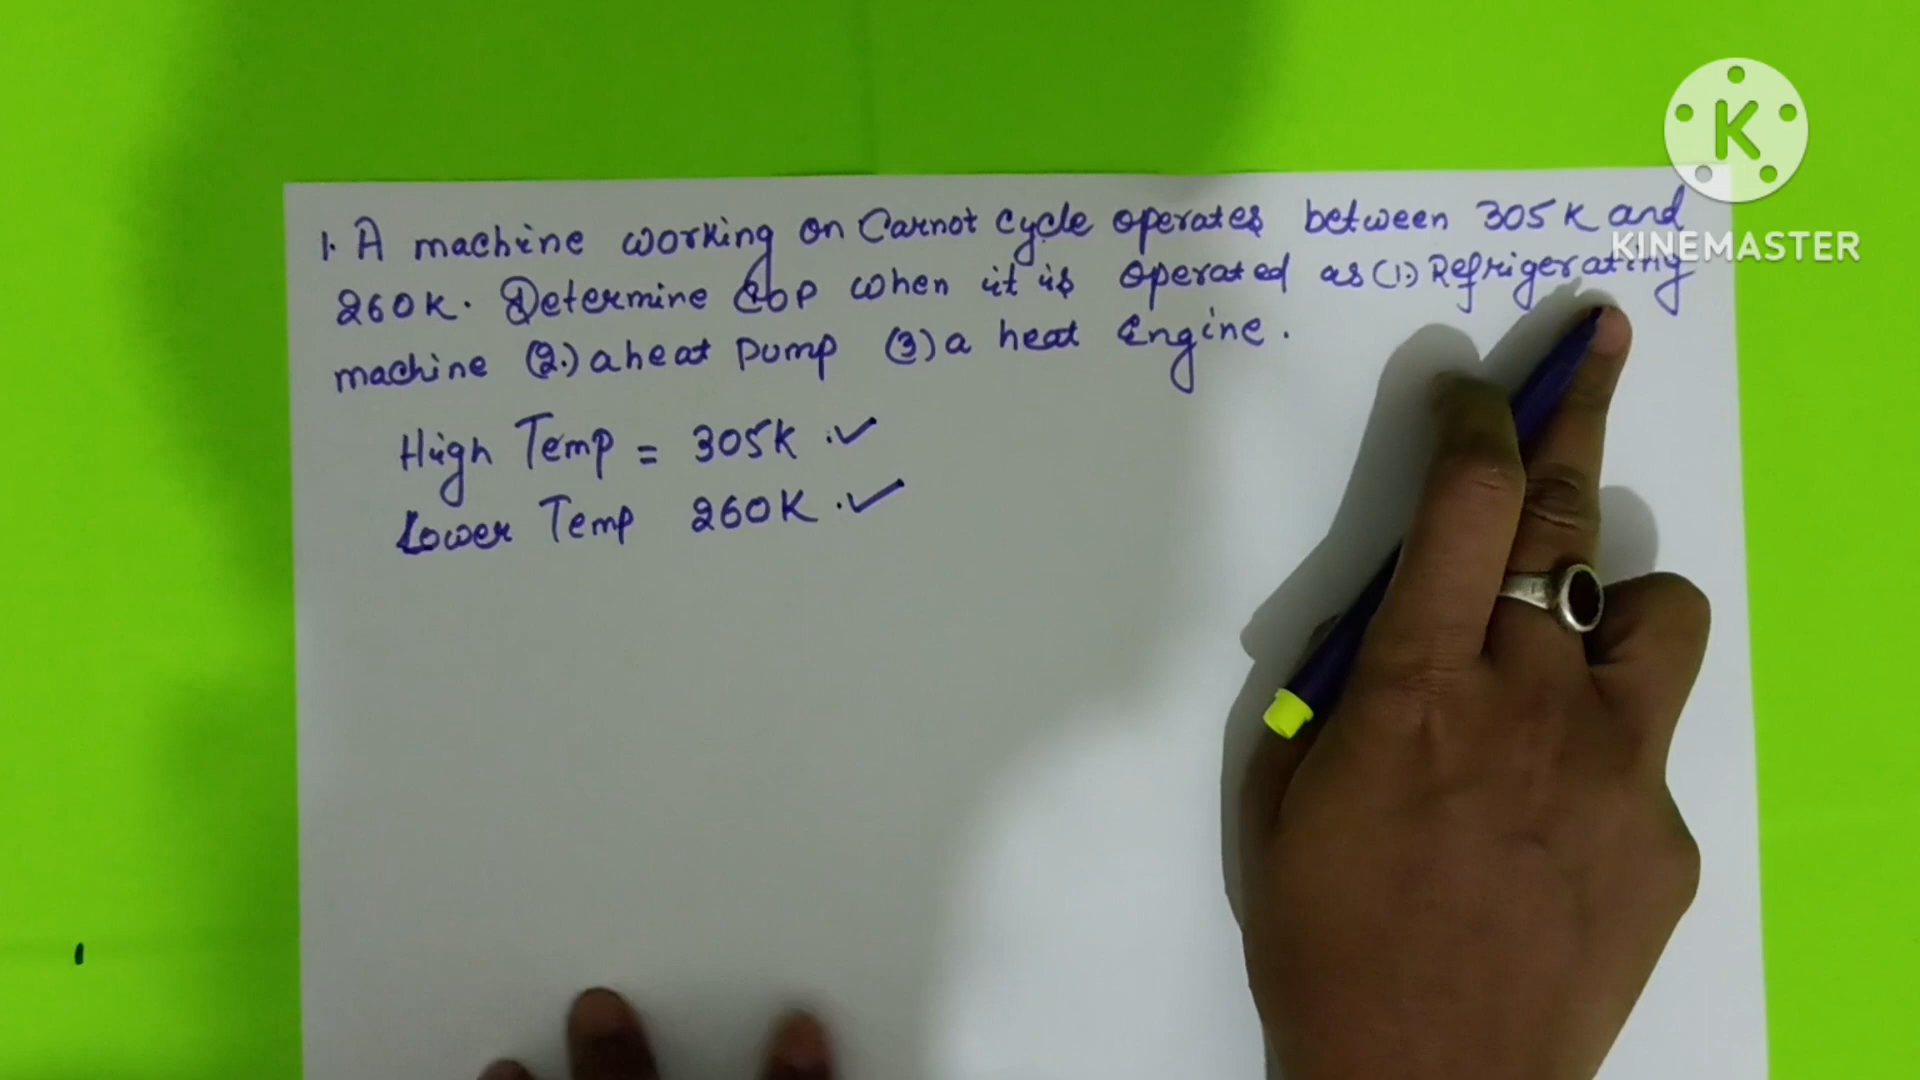 1. A machine working on Carnot cycle operates between 305K and
260K. Determine COP when it is operated as (1.) Refrigerating
machine (2.) a heat pump (3) a heat Engine.
High Temp = 305K.
Lower Temp 260K.
K
KINEMASTER